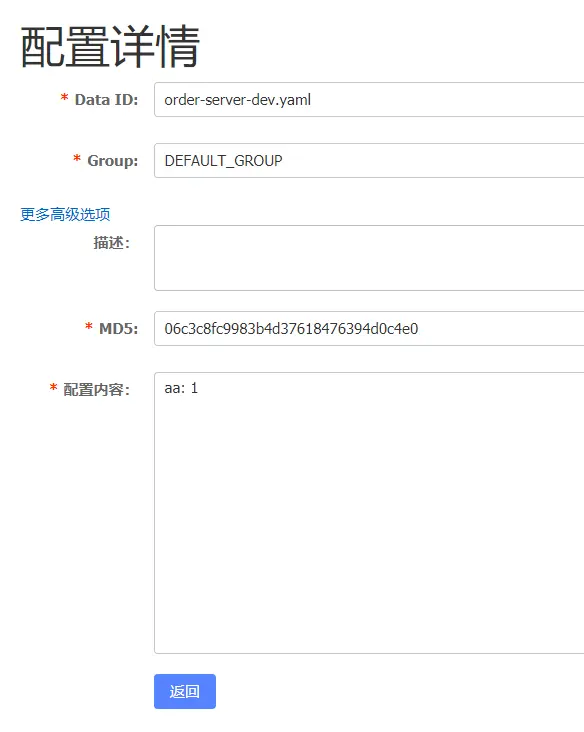 配置详情
* Data ID: order-server-dev.yaml
* Group: DEFAULT_GROUP
更多高级选项
描述:
* MD5: 06c3c8fc9983b4d37618476394d0c4e0
* 配置内容: aa: 1
返回